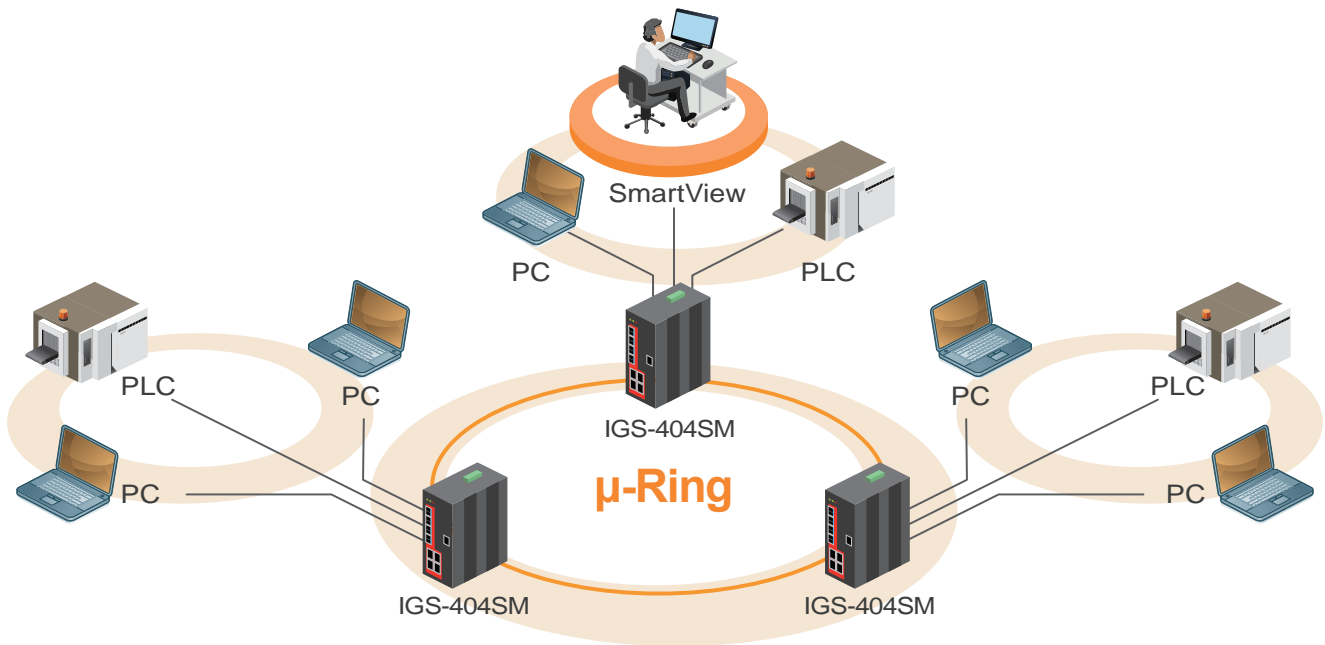 SmartView
PC
PLC
PLC
PC
PC
PLC
IGS-404SM
μ-Ring
PC
PC
IGS-404SM
IGS-404SM